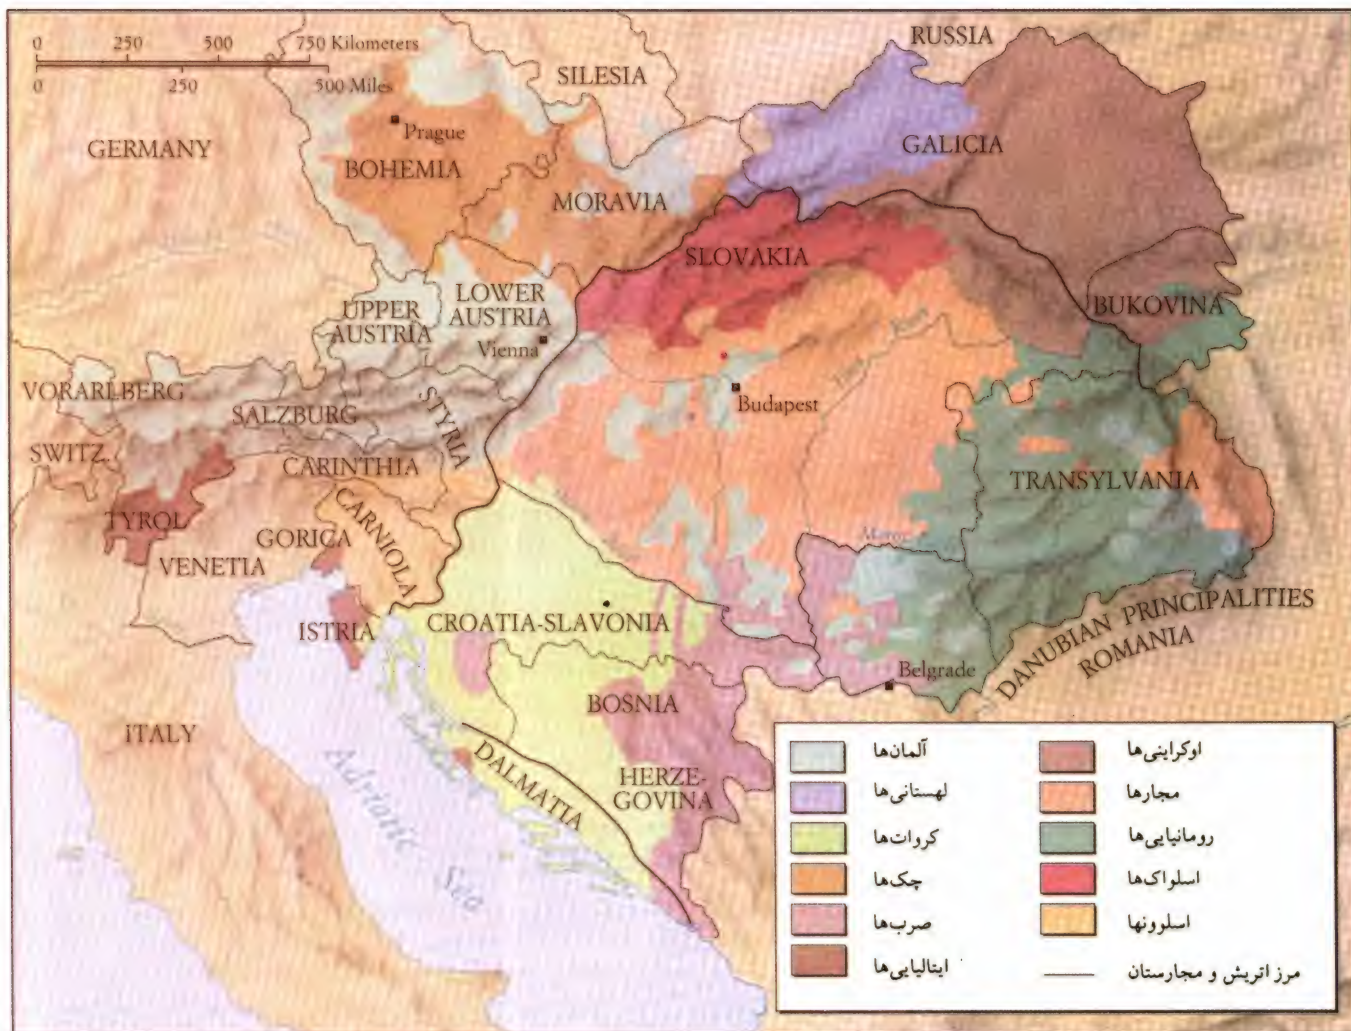 0 250 500 750 Kilometers
0 250 500 Miles
RUSSIA
SILESIA
GERMANY
Prague
BOHEMIA
MORAVIA
GALICIA
SLOVAKIA
BUKOVINA
UPPER
AUSTRIA
LOWER
AUSTRIA
Vienna
VORARLBERG
SALZBURG
STYRIA
Budapest
SWITZ.
CARINTHIA
TRANSYLVANIA
TYROL
CARNIOLA
GORICA
VENETIA
ISTRIA
CROATIA-SLAVONIA
DANUBIAN PRINCIPALITIES
ROMANIA
Belgrade
BOSNIA
ITALY
HERZE-
GOVINA
DALMATIA
Adriatic Sea
آلمان‌ها
لهستانی‌ها
کروات‌ها
چک‌ها
صرب‌ها
ایتالیایی‌ها
اوکراینی‌ها
مجارها
رومانیایی‌ها
اسلواک‌ها
اسلوونها
مرز اتریش و مجارستان